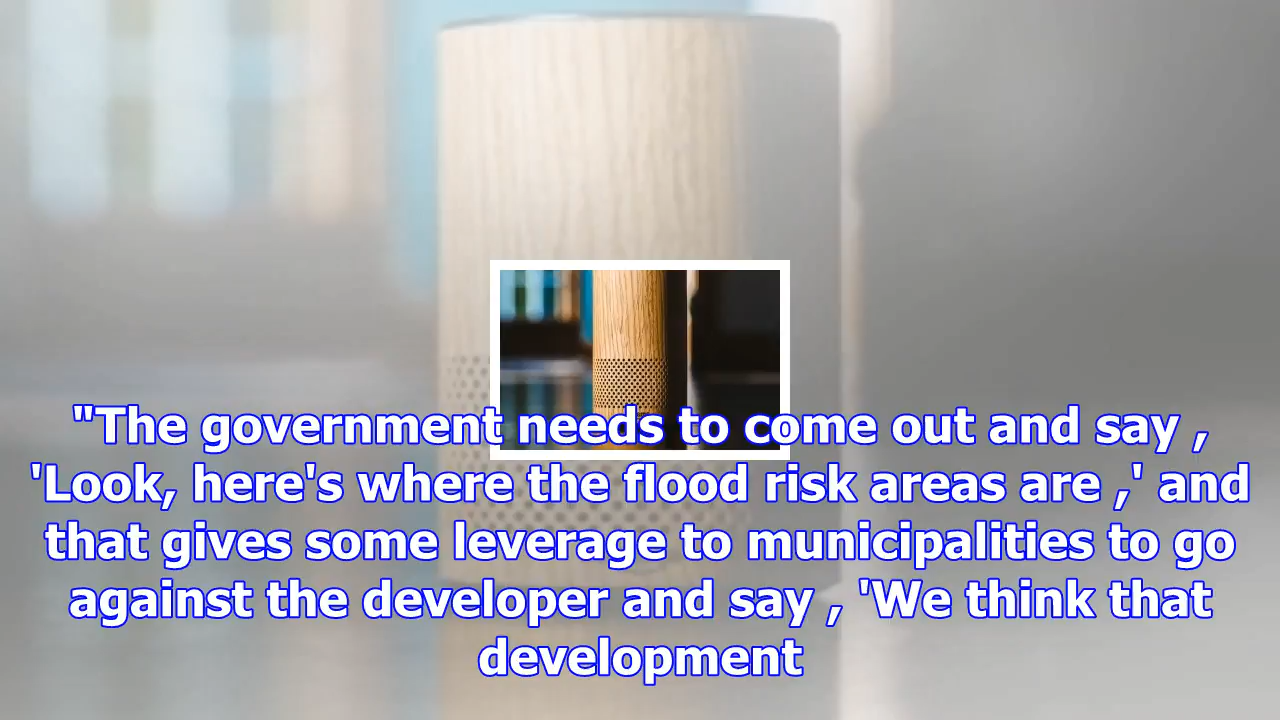 "The government needs to come out and say ,
'Look, here's where the flood risk areas are ,' and
that gives some leverage to municipalities to go
against the developer and say , 'We think that
development